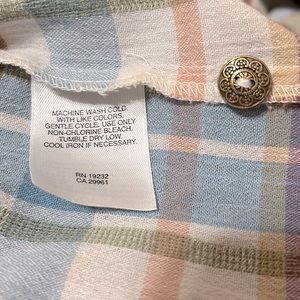 MACHINE WASH COLD
WITH LIKE COLORS.
GENTLE CYCLE. USE ONLY
NON-CHLORINE BLEACH.
TUMBLE DRY LOW.
COOL IRON IF NECESSARY.
RN 19232
CA 29961